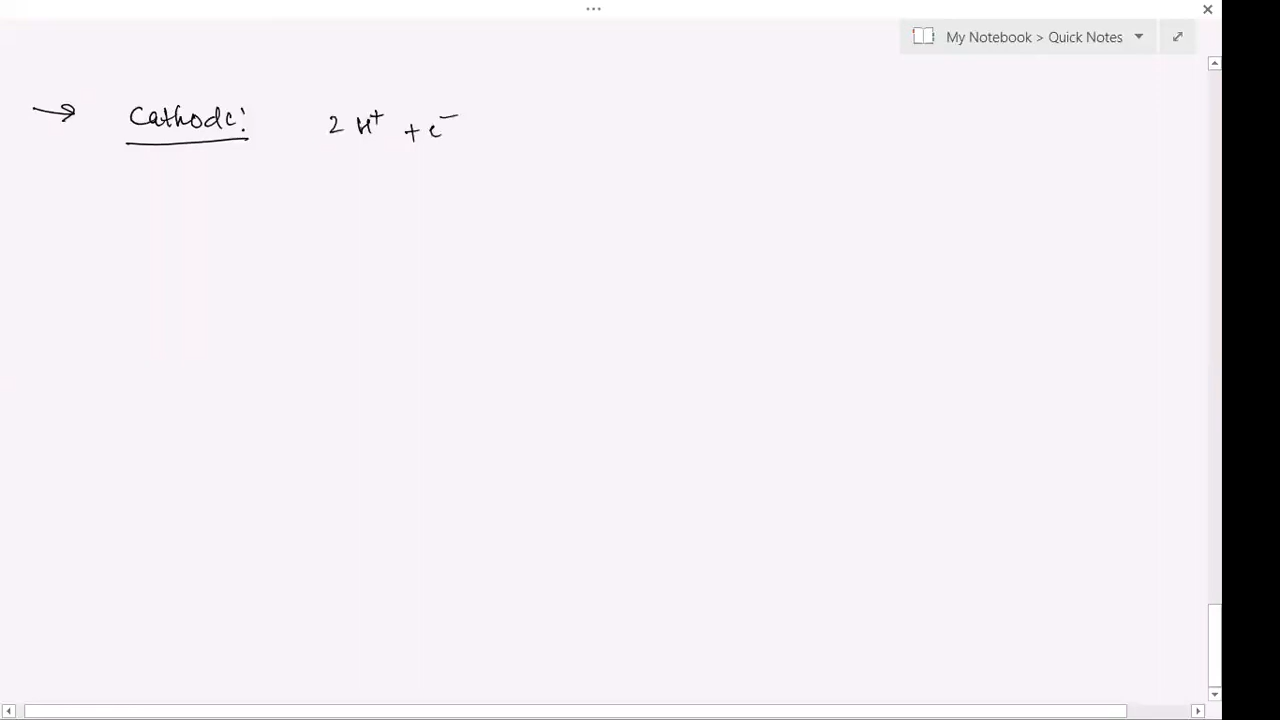 My Notebook > Quick Notes
→ Cathode: 2 H⁺ + e⁻